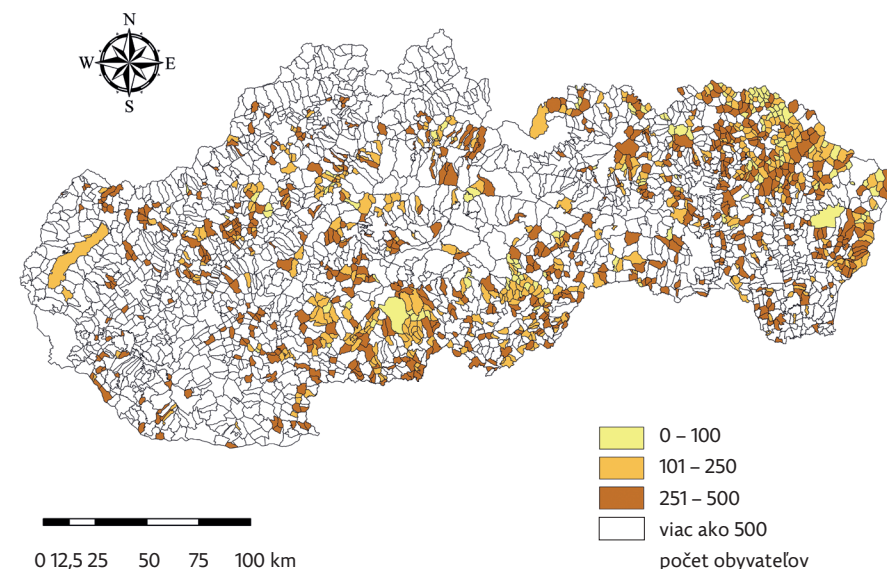 N
W E
S
0 – 100
101 – 250
251 – 500
viac ako 500
počet obyvateľov
0 12,5 25 50 75 100 km